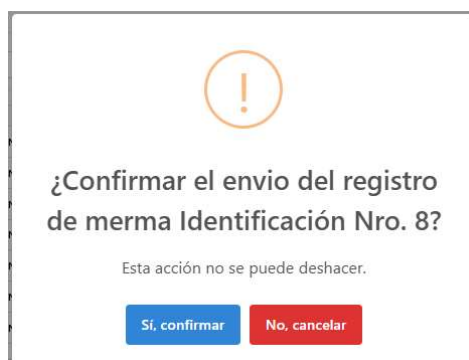 ¿Confirmar el envio del registro
de merma Identificación Nro. 8?
Esta acción no se puede deshacer.
Sí, confirmar
No, cancelar